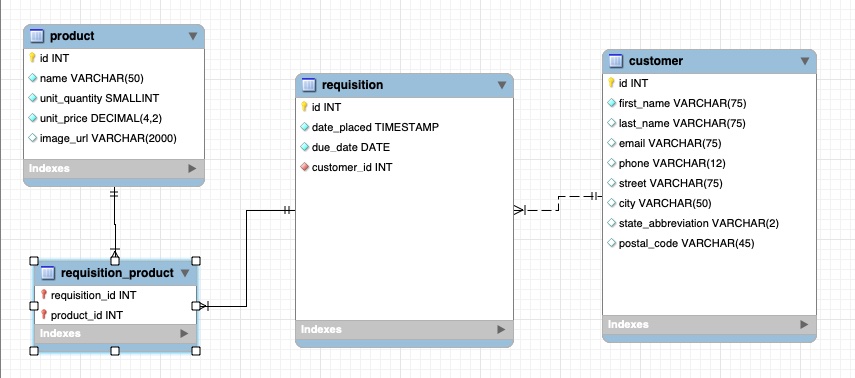 product
id INT
name VARCHAR(50)
unit_quantity SMALLINT
unit_price DECIMAL(4,2)
image_url VARCHAR(2000)
Indexes
requisition_product
requisition_id INT
product_id INT
Indexes
requisition
id INT
date_placed TIMESTAMP
due_date DATE
customer_id INT
Indexes
customer
id INT
first_name VARCHAR(75)
last_name VARCHAR(75)
email VARCHAR(75)
phone VARCHAR(12)
street VARCHAR(75)
city VARCHAR(50)
state_abbreviation VARCHAR(2)
postal_code VARCHAR(45)
Indexes